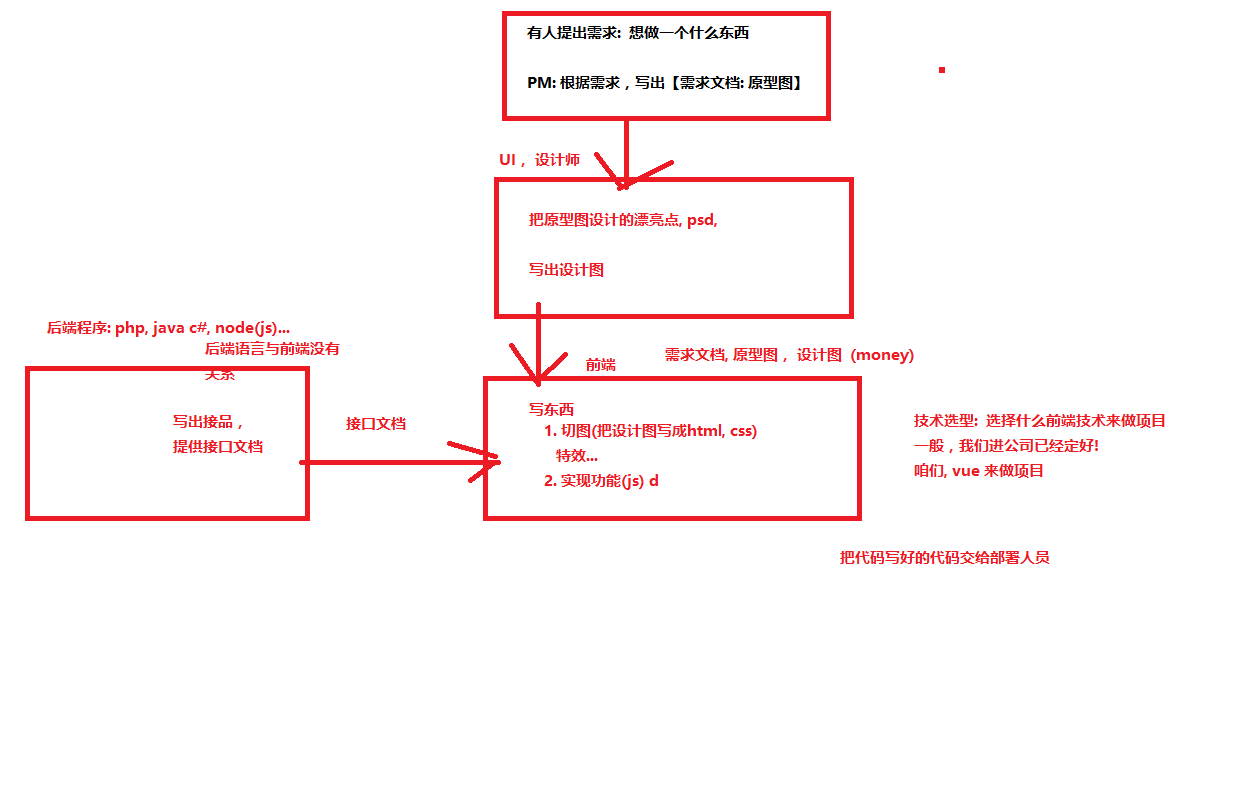 有人提出需求: 想做一个什么东西
PM: 根据需求，写出【需求文档: 原型图】
UI ，设计师
把原型图设计的漂亮点, psd,
写出设计图
后端程序: php, java c#, node(js)...
后端语言与前端没有
关系
写出接品，
提供接口文档
接口文档
前端
需求文档, 原型图 ，设计图 (money)
写东西
1. 切图(把设计图写成html, css)
特效...
2. 实现功能(js) d
技术选型: 选择什么前端技术来做项目
一般，我们进公司已经定好!
咱们, vue 来做项目
把代码写好的代码交给部署人员